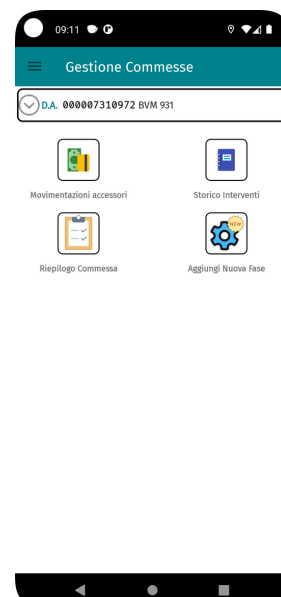 09:11
Gestione Commesse
D.A. 000007310972 BVM 931
Movimentazioni accessori
Storico Interventi
NEW
Riepilogo Commessa
Aggiungi Nuova Fase